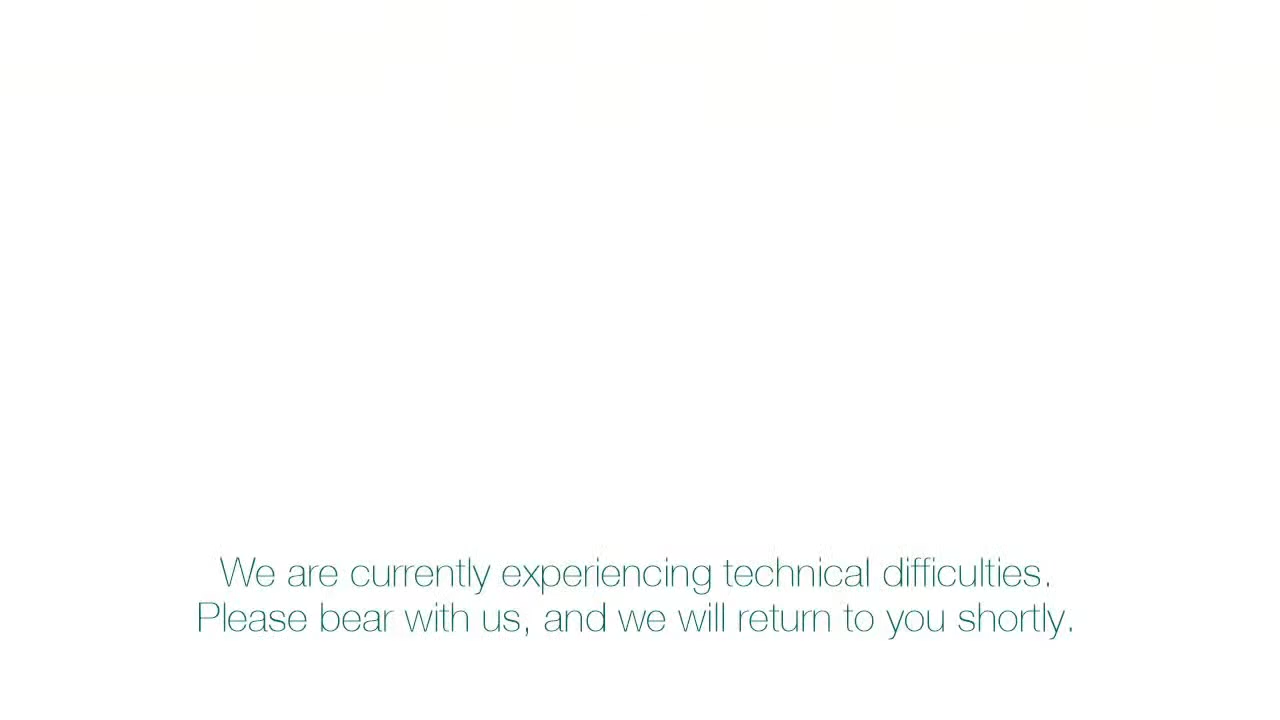 We are currently experiencing technical difficulties.
Please bear with us, and we will return to you shortly.